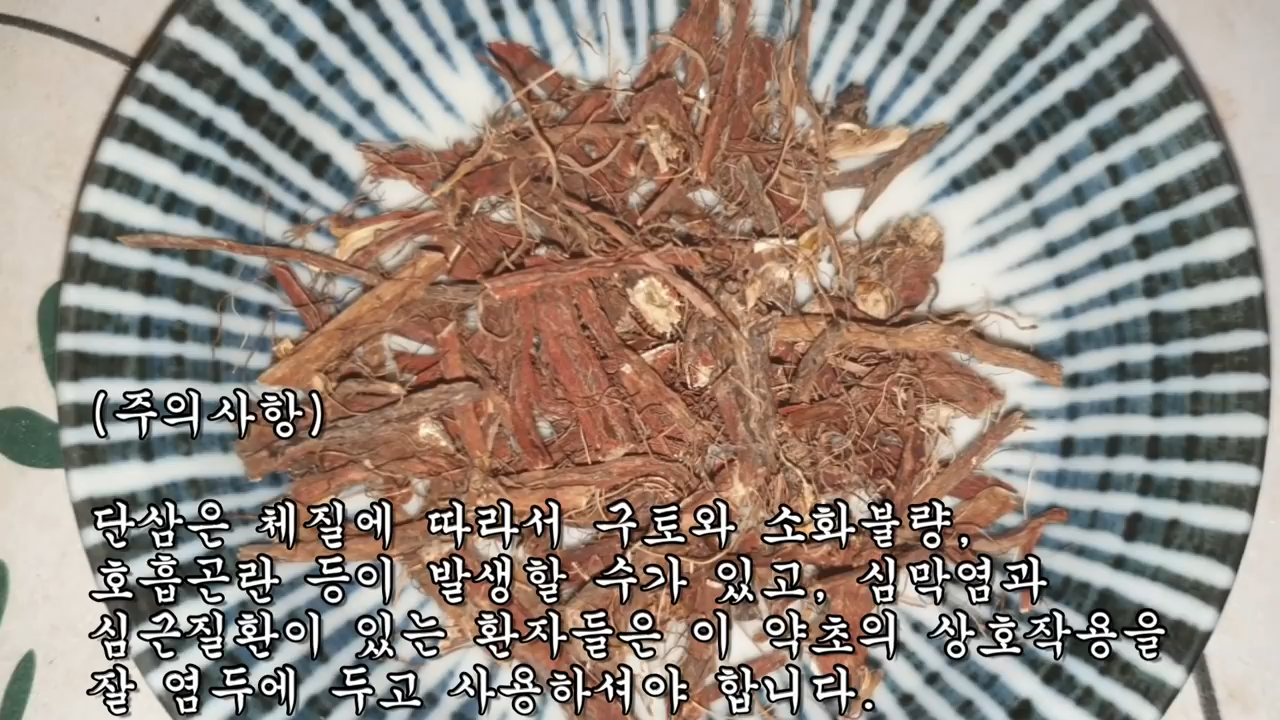 (주의사항)
단삼은 체질에 따라서 구토와 소화불량,
호흡곤란 등이 발생할 수가 있고, 심막염과
심근질환이 있는 환자들은 이 약초의 상호작용을
잘 염두에 두고 사용하셔야 합니다.